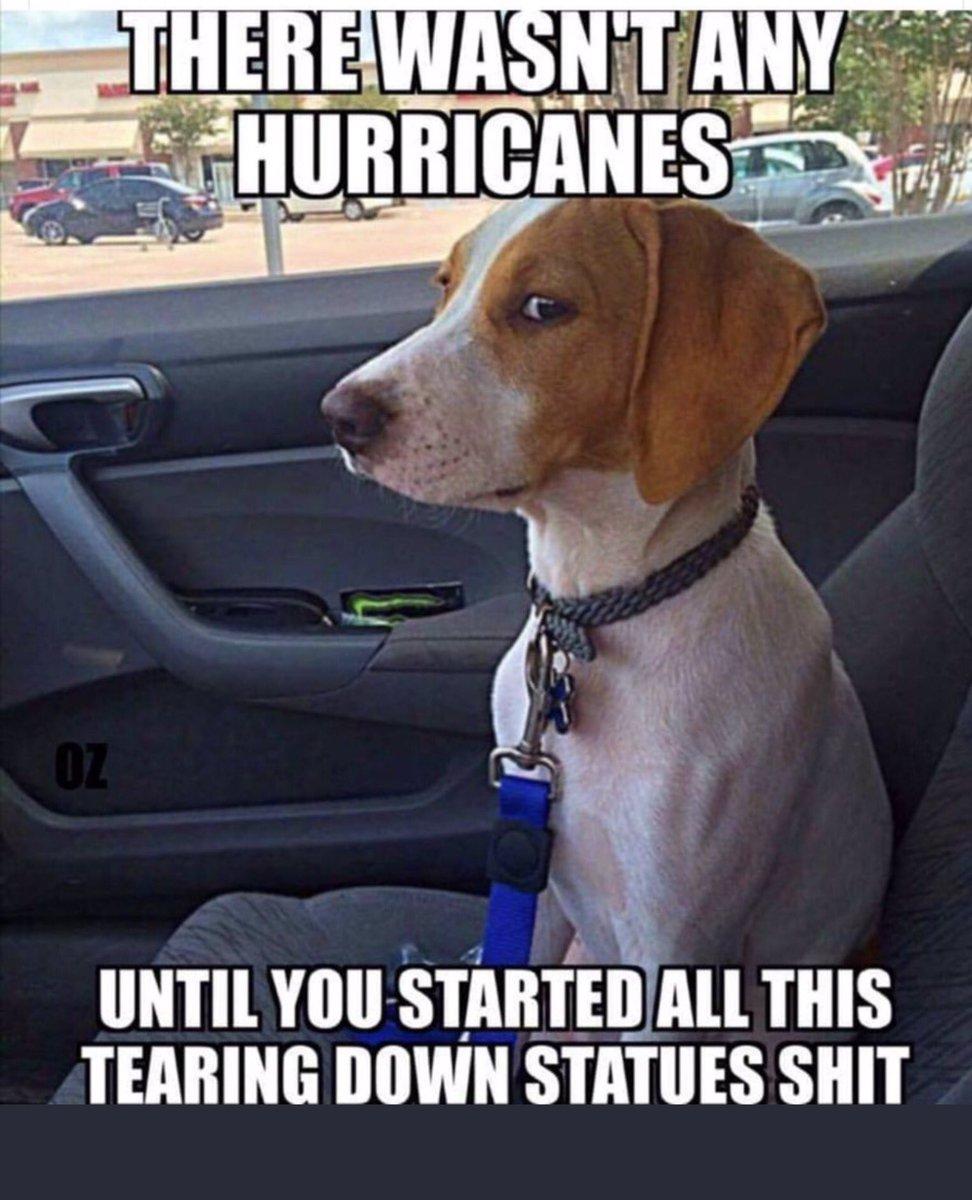 THERE WASN'T ANY
HURRICANES
OZ
UNTIL YOU STARTED ALL THIS
TEARING DOWN STATUES SHIT